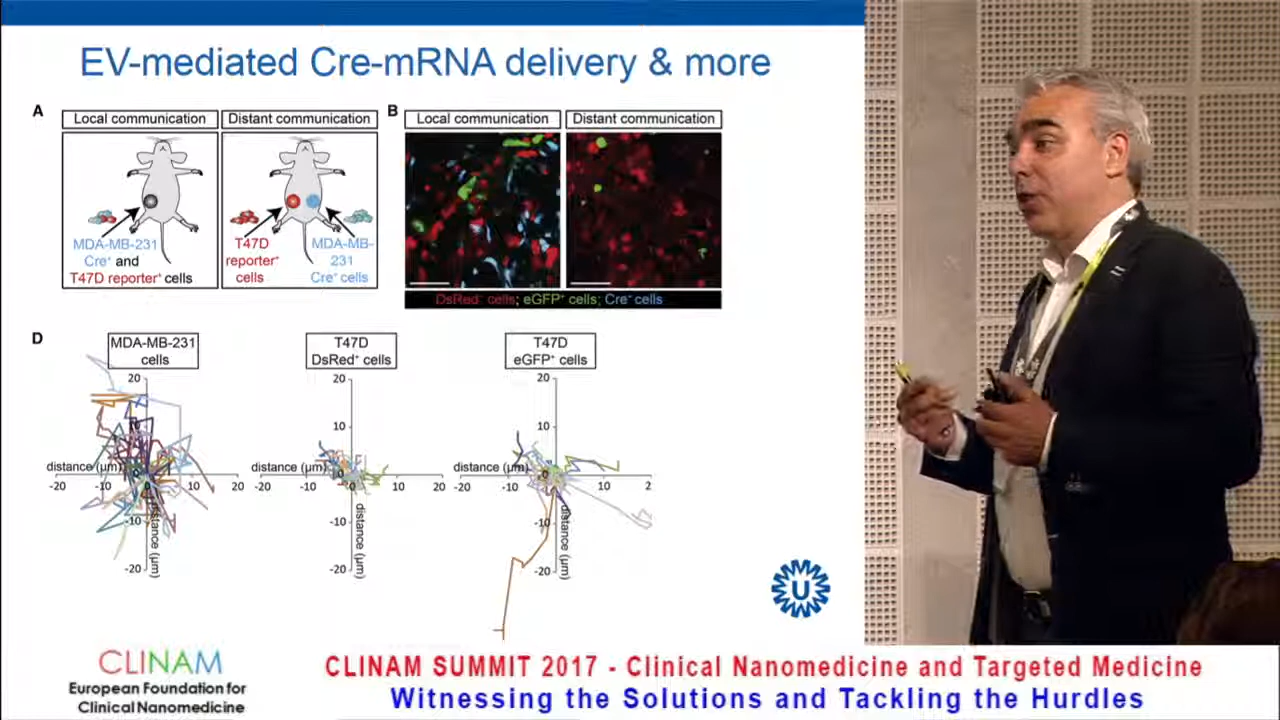 EV-mediated Cre-mRNA delivery & more
A
Local communication
Distant communication
MDA-MB-231
Cre⁺ and
T47D reporter⁺ cells
T47D
reporter⁺
cells
MDA-MB-
231
Cre⁺ cells
B
Local communication
Distant communication
DsRed⁺ cells; eGFP⁺ cells; Cre⁺ cells
D
MDA-MB-231
cells
20
distance (µm)
-20
-10
0
20
-10
-20
distance (µm)
T47D
DsRed⁺ cells
20
10
distance (µm)
-20
-10
0
10
20
-10
-20
distance (µm)
T47D
eGFP⁺ cells
20
10
distance (µm)
-20
-10
0
10
2
-10
-20
distance (µm)
U
CLINAM
European Foundation for
Clinical Nanomedicine
CLINAM SUMMIT 2017 - Clinical Nanomedicine and Targeted Medicine
Witnessing the Solutions and Tackling the Hurdles